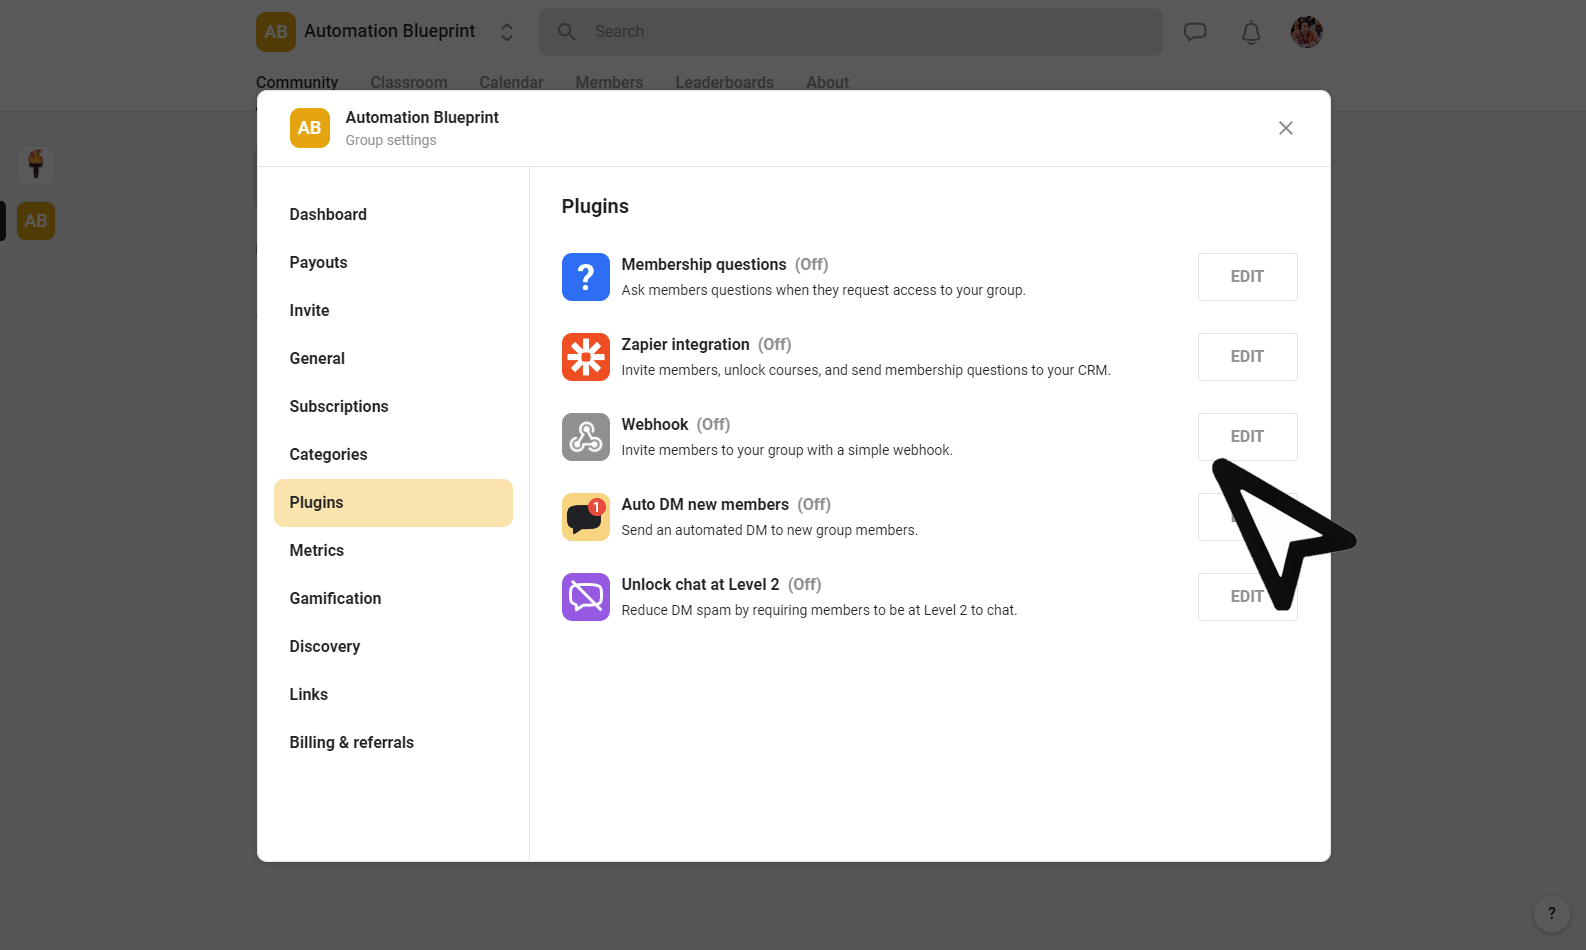 AB Automation Blueprint
Search
Community Classroom Calendar Members Leaderboards About
AB
Automation Blueprint
Group settings
AB
Dashboard
Payouts
Invite
General
Subscriptions
Categories
Plugins
Metrics
Gamification
Discovery
Links
Billing & referrals
Plugins
?
Membership questions (Off)
Ask members questions when they request access to your group.
EDIT
Zapier integration (Off)
Invite members, unlock courses, and send membership questions to your CRM.
EDIT
Webhook (Off)
Invite members to your group with a simple webhook.
EDIT
1
Auto DM new members (Off)
Send an automated DM to new group members.
Unlock chat at Level 2 (Off)
Reduce DM spam by requiring members to be at Level 2 to chat.
EDIT
?